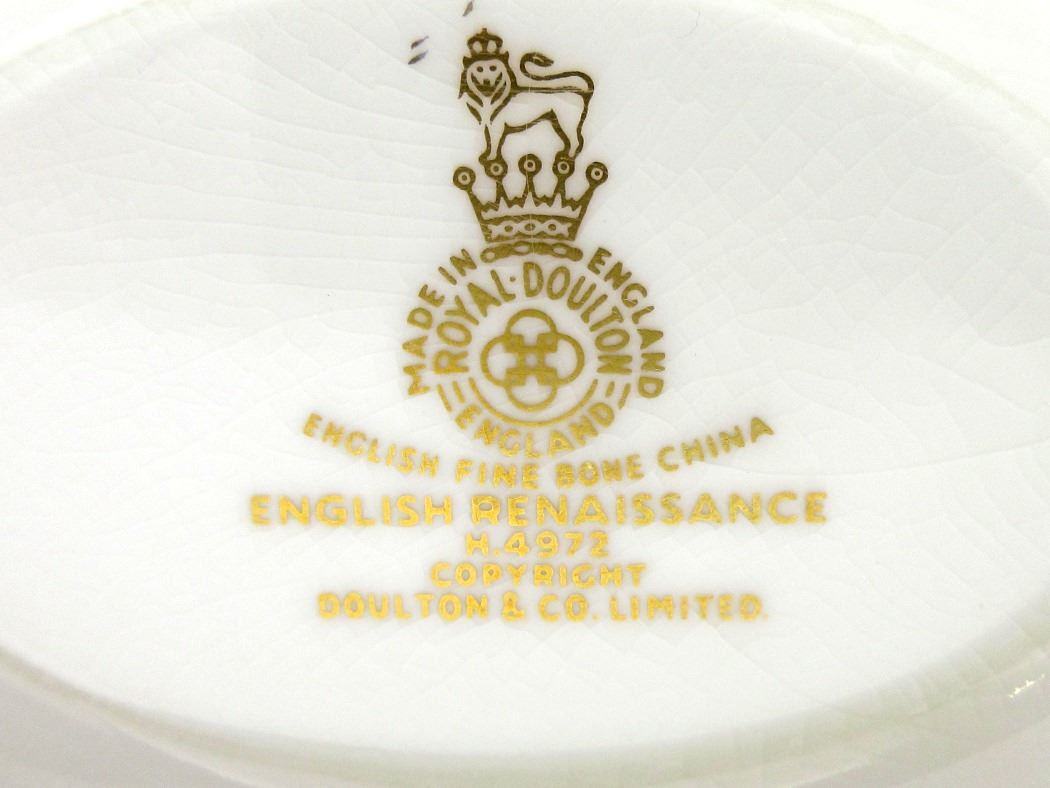 MADE IN ENGLAND
ROYAL·DOULTON
ENGLAND
ENGLISH FINE BONE CHINA
ENGLISH RENAISSANCE
H.4972
COPYRIGHT
DOULTON & CO. LIMITED.